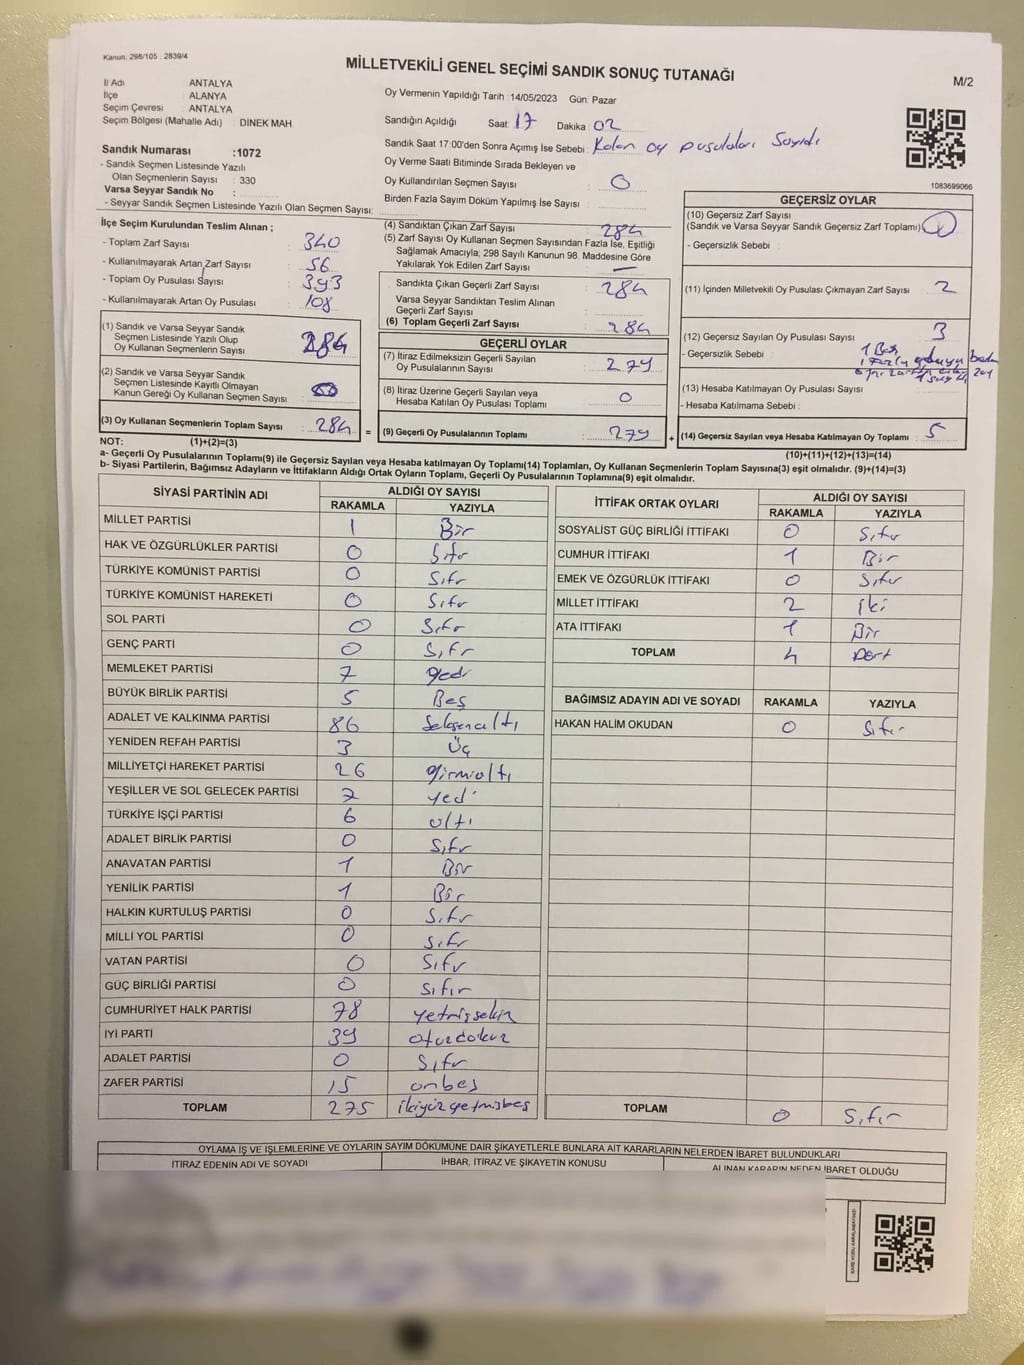 Kanun: 298/105 . 2839/4
MİLLETVEKİLİ GENEL SEÇİMİ SANDIK SONUÇ TUTANAĞI
M/2
İl Adı ANTALYA
İlçe : ALANYA
Seçim Çevresi : ANTALYA
Seçim Bölgesi (Mahalle Adı) : DİNEK MAH.
Sandık Numarası :1072
- Sandık Seçmen Listesinde Yazılı
Olan Seçmenlerin Sayısı : 330
Varsa Seyyar Sandık No :
- Seyyar Sandık Seçmen Listesinde Yazılı Olan Seçmen Sayısı:
Oy Vermenin Yapıldığı Tarih :14/05/2023 Gün: Pazar
Sandığın Açıldığı Saat: 17 Dakika: 02
Sandık Saat 17:00'den Sonra Açımış İse Sebebi : Kalan oy pusulaları Sayıldı
Oy Verme Saati Bitiminde Sırada Bekleyen ve
Oy Kullandırılan Seçmen Sayısı : 0
Birden Fazla Sayım Döküm Yapılmış İse Sayısı :
1083699066
İlçe Seçim Kurulundan Teslim Alınan ;
- Toplam Zarf Sayısı : 340
- Kullanılmayarak Artan Zarf Sayısı : 56
- Toplam Oy Pusulası Sayısı : 393
- Kullanılmayarak Artan Oy Pusulası : 108
(1) Sandık ve Varsa Seyyar Sandık
Seçmen Listesinde Yazılı Olup
Oy Kullanan Seçmenlerin Sayısı : 284
(2) Sandık ve Varsa Seyyar Sandık
Seçmen Listesinde Kayıtlı Olmayan
Kanun Gereği Oy Kullanan Seçmen Sayısı :
(3) Oy Kullanan Seçmenlerin Toplam Sayısı : 284
(4) Sandıktan Çıkan Zarf Sayısı : 284
(5) Zarf Sayısı Oy Kullanan Seçmen Sayısından Fazla İse, Eşitliği
Sağlamak Amacıyla; 298 Sayılı Kanunun 98. Maddesine Göre
Yakılarak Yok Edilen Zarf Sayısı : —
Sandıkta Çıkan Geçerli Zarf Sayısı : 284
Varsa Seyyar Sandıktan Teslim Alınan
Geçerli Zarf Sayısı :
(6) Toplam Geçerli Zarf Sayısı : 284
GEÇERLİ OYLAR
(7) İtiraz Edilmeksizin Geçerli Sayılan
Oy Pusulalarının Sayısı : 279
(8) İtiraz Üzerine Geçerli Sayılan veya
Hesaba Katılan Oy Pusulası Toplamı : 0
= (9) Geçerli Oy Pusulalarının Toplamı : 279
GEÇERSİZ OYLAR
(10) Geçersiz Zarf Sayısı
(Sandık ve Varsa Seyyar Sandık Geçersiz Zarf Toplamı) :
- Geçersizlik Sebebi :
(11) İçinden Milletvekili Oy Pusulası Çıkmayan Zarf Sayısı : 2
(12) Geçersiz Sayılan Oy Pusulası Sayısı : 3
- Geçersizlik Sebebi : 1 Boş
(13) Hesaba Katılmayan Oy Pusulası Sayısı :
- Hesaba Katılmama Sebebi :
+ (14) Geçersiz Sayılan veya Hesaba Katılmayan Oy Toplamı : 5
NOT: (1)+(2)=(3)
(10)+(11)+(12)+(13)=(14)
a- Geçerli Oy Pusulalarının Toplamı(9) ile Geçersiz Sayılan veya Hesaba katılmayan Oy Toplamı(14) Toplamları, Oy Kullanan Seçmenlerin Toplam Sayısına(3) eşit olmalıdır. (9)+(14)=(3)
b- Siyasi Partilerin, Bağımsız Adayların ve İttifakların Aldığı Ortak Oyların Toplamı, Geçerli Oy Pusulalarının Toplamına(9) eşit olmalıdır.
SİYASİ PARTİNİN ADI ALDIĞI OY SAYISI
RAKAMLA YAZIYLA
MİLLET PARTİSİ 1 Bir
HAK VE ÖZGÜRLÜKLER PARTİSİ 0 Sıfır
TÜRKİYE KOMÜNİST PARTİSİ 0 Sıfır
TÜRKİYE KOMÜNİST HAREKETİ 0 Sıfır
SOL PARTİ 0 Sıfır
GENÇ PARTİ 0 Sıfır
MEMLEKET PARTİSİ 7 yedi
BÜYÜK BİRLİK PARTİSİ 5 Beş
ADALET VE KALKINMA PARTİSİ 86 Seksenaltı
YENİDEN REFAH PARTİSİ 3 Üç
MİLLİYETÇİ HAREKET PARTİSİ 26 yirmialtı
YEŞİLLER VE SOL GELECEK PARTİSİ 7 yedi
TÜRKİYE İŞÇİ PARTİSİ 6 altı
ADALET BİRLİK PARTİSİ 0 Sıfır
ANAVATAN PARTİSİ 1 Bir
YENİLİK PARTİSİ 1 Bir
HALKIN KURTULUŞ PARTİSİ 0 Sıfır
MİLLİ YOL PARTİSİ 0 Sıfır
VATAN PARTİSİ 0 Sıfır
GÜÇ BİRLİĞİ PARTİSİ 0 Sıfır
CUMHURİYET HALK PARTİSİ 78 yetmişsekiz
İYİ PARTİ 39 otuzdokuz
ADALET PARTİSİ 0 Sıfır
ZAFER PARTİSİ 15 onbeş
TOPLAM 275 ikiyüzyetmişbeş
İTTİFAK ORTAK OYLARI ALDIĞI OY SAYISI
RAKAMLA YAZIYLA
SOSYALİST GÜÇ BİRLİĞİ İTTİFAKI 0 Sıfır
CUMHUR İTTİFAKI 1 Bir
EMEK VE ÖZGÜRLÜK İTTİFAKI 0 Sıfır
MİLLET İTTİFAKI 2 iki
ATA İTTİFAKI 1 Bir
TOPLAM 4 Dört
BAĞIMSIZ ADAYIN ADI VE SOYADI RAKAMLA YAZIYLA
HAKAN HALİM OKUDAN 0 Sıfır
TOPLAM 0 Sıfır
OYLAMA İŞ VE İŞLEMLERİNE VE OYLARIN SAYIM DÖKÜMÜNE DAİR ŞİKAYETLERLE BUNLARA AİT KARARLARIN NELERDEN İBARET BULUNDUKLARI
İTİRAZ EDENİN ADI VE SOYADI İHBAR, İTİRAZ VE ŞİKAYETİN KONUSU ALINAN KARARIN NEDEN İBARET OLDUĞU